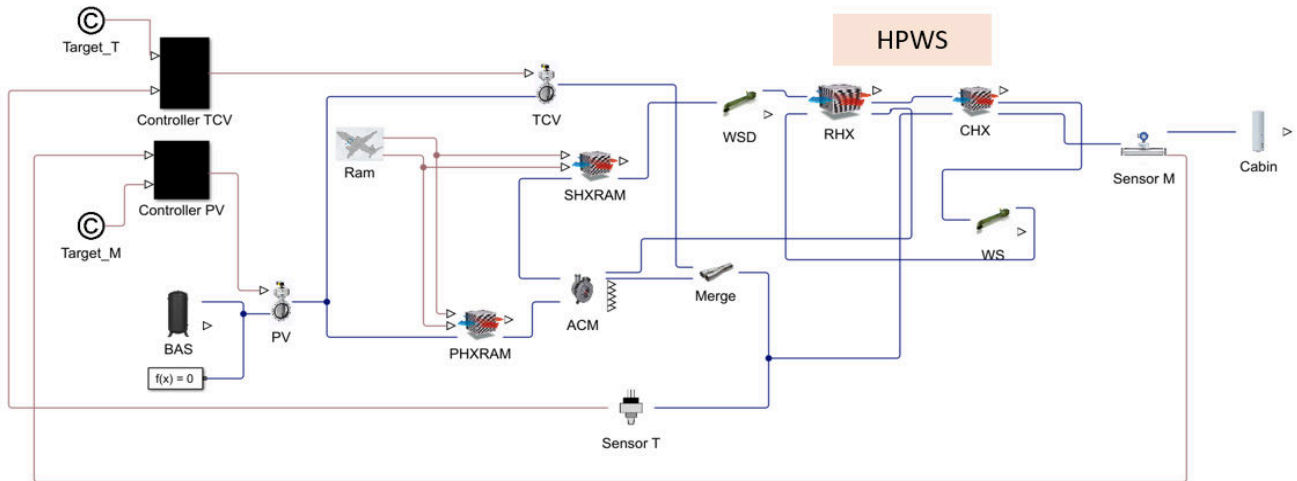 HPWS
Target_T
Controller TCV
TCV
WSD
RHX
CHX
Ram
Sensor M
Cabin
SHXRAM
Controller PV
Target_M
WS
ACM
Merge
BAS
PV
PHXRAM
f(x) = 0
Sensor T